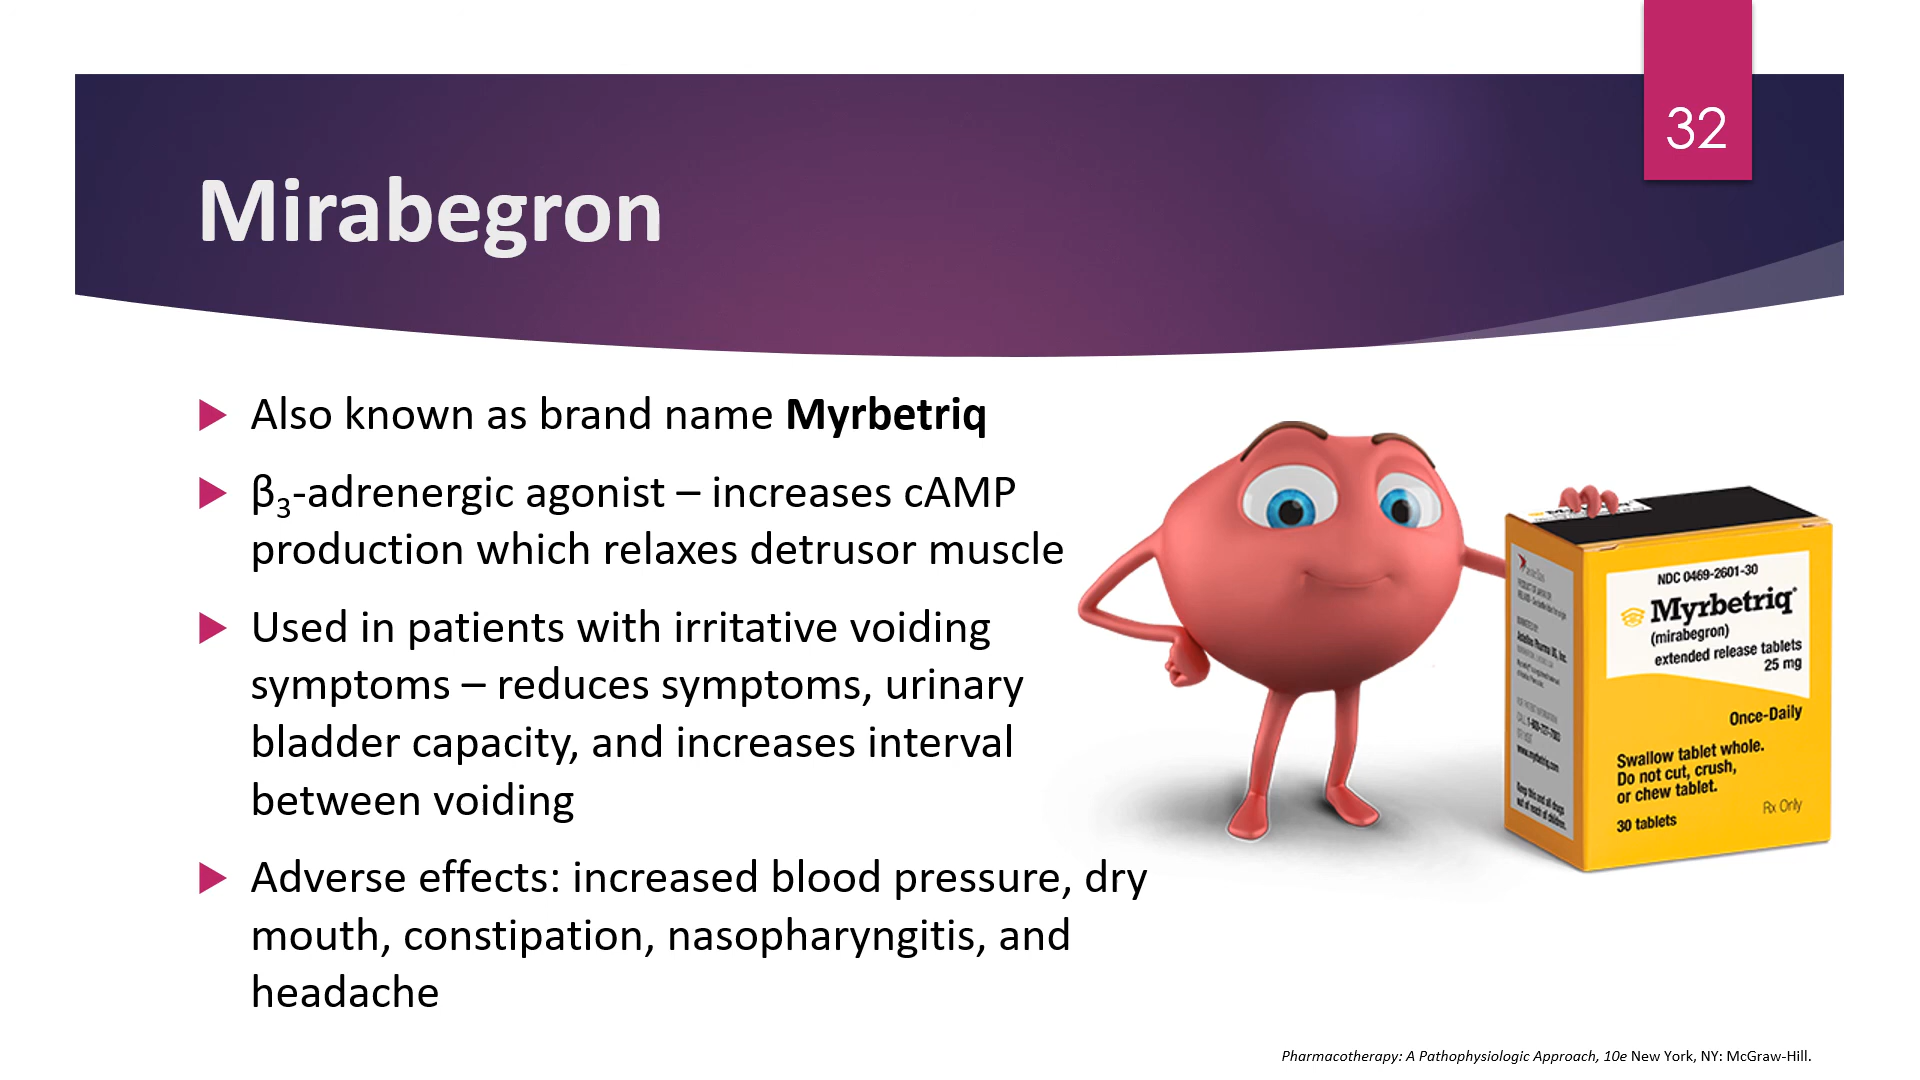 32
Mirabegron
Also known as brand name Myrbetriq
β3-adrenergic agonist – increases cAMP
production which relaxes detrusor muscle
Used in patients with irritative voiding
symptoms – reduces symptoms, urinary
bladder capacity, and increases interval
between voiding
Adverse effects: increased blood pressure, dry
mouth, constipation, nasopharyngitis, and
headache
NDC 0469-2601-30
Myrbetriq®
(mirabegron)
extended release tablets
25 mg
Once-Daily
Swallow tablet whole.
Do not cut, crush,
or chew tablet.
Rx Only
30 tablets
Pharmacotherapy: A Pathophysiologic Approach, 10e New York, NY: McGraw-Hill.